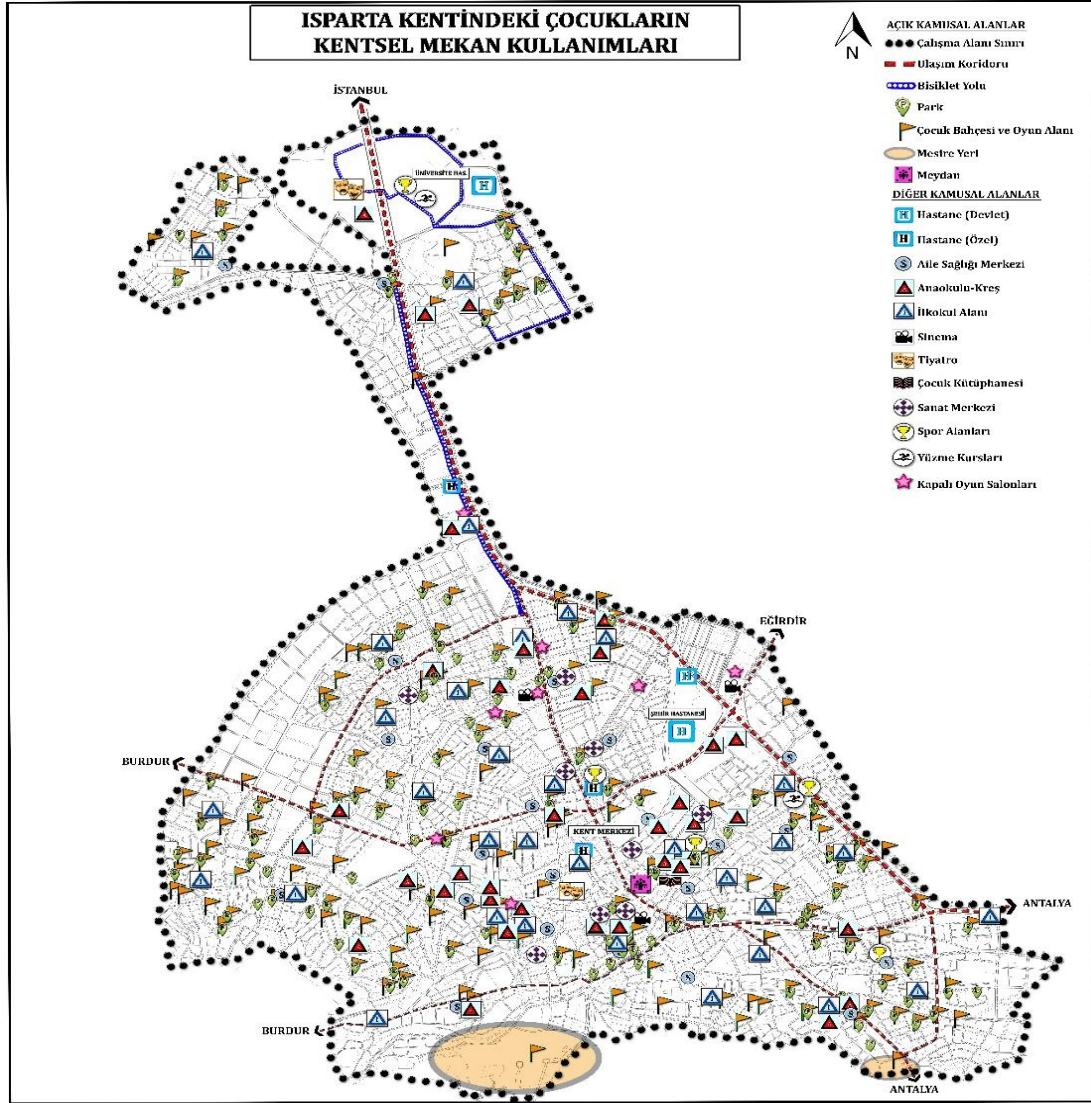 ISPARTA KENTİNDEKİ ÇOCUKLARIN
KENTSEL MEKAN KULLANIMLARI
N
AÇIK KAMUSAL ALANLAR
Çalışma Alanı Sınırı
Ulaşım Koridoru
Bisiklet Yolu
Park
Çocuk Bahçesi ve Oyun Alanı
Mesire Yeri
Meydan
DİĞER KAMUSAL ALANLAR
Hastane (Devlet)
Hastane (Özel)
Aile Sağlığı Merkezi
Anaokulu-Kreş
İlkokul Alanı
Sinema
Tiyatro
Çocuk Kütüphanesi
Sanat Merkezi
Spor Alanları
Yüzme Kursları
Kapalı Oyun Salonları
İSTANBUL
ÜNİVERSİTE HAS.
EĞİRDİR
ŞEHİR HASTANESİ
BURDUR
KENT MERKEZİ
ANTALYA
BURDUR
ANTALYA